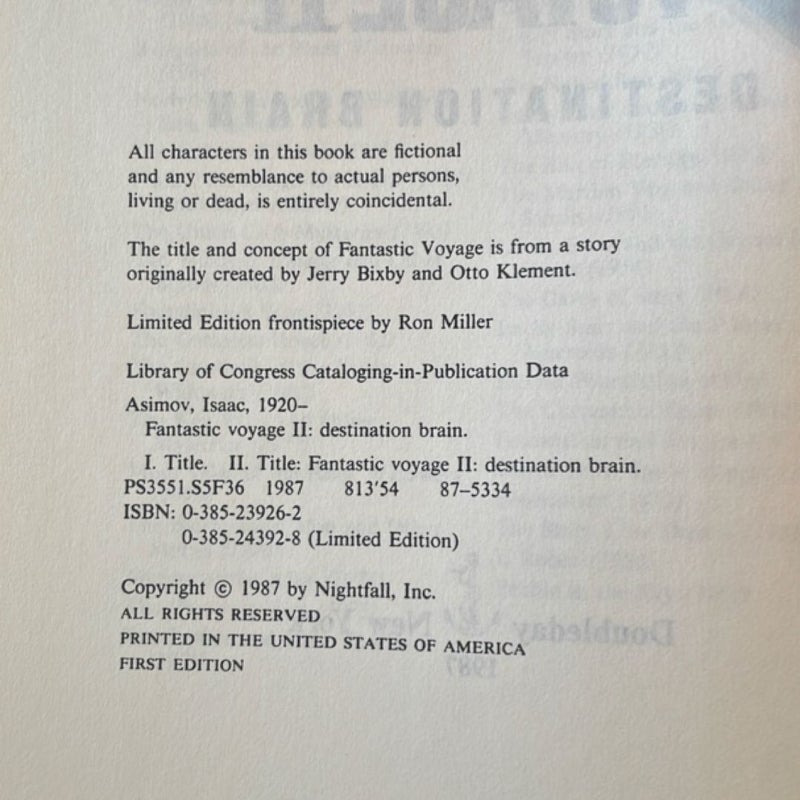 All characters in this book are fictional
and any resemblance to actual persons,
living or dead, is entirely coincidental.
The title and concept of Fantastic Voyage is from a story
originally created by Jerry Bixby and Otto Klement.
Limited Edition frontispiece by Ron Miller
Library of Congress Cataloging-in-Publication Data
Asimov, Isaac, 1920–
Fantastic voyage II: destination brain.
I. Title. II. Title: Fantastic voyage II: destination brain.
PS3551.S5F36 1987 813'54 87–5334
ISBN: 0-385-23926-2
0-385-24392-8 (Limited Edition)
Copyright © 1987 by Nightfall, Inc.
ALL RIGHTS RESERVED
PRINTED IN THE UNITED STATES OF AMERICA
FIRST EDITION